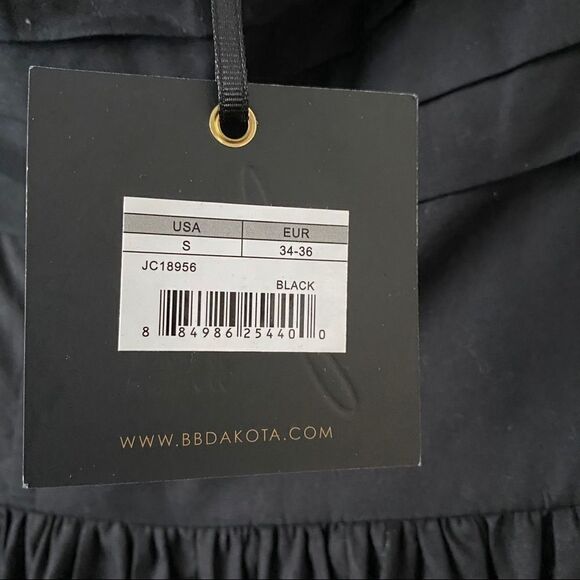 USA EUR
S 34-36
JC18956
BLACK
8 84986 25440 0
WWW.BBDAKOTA.COM